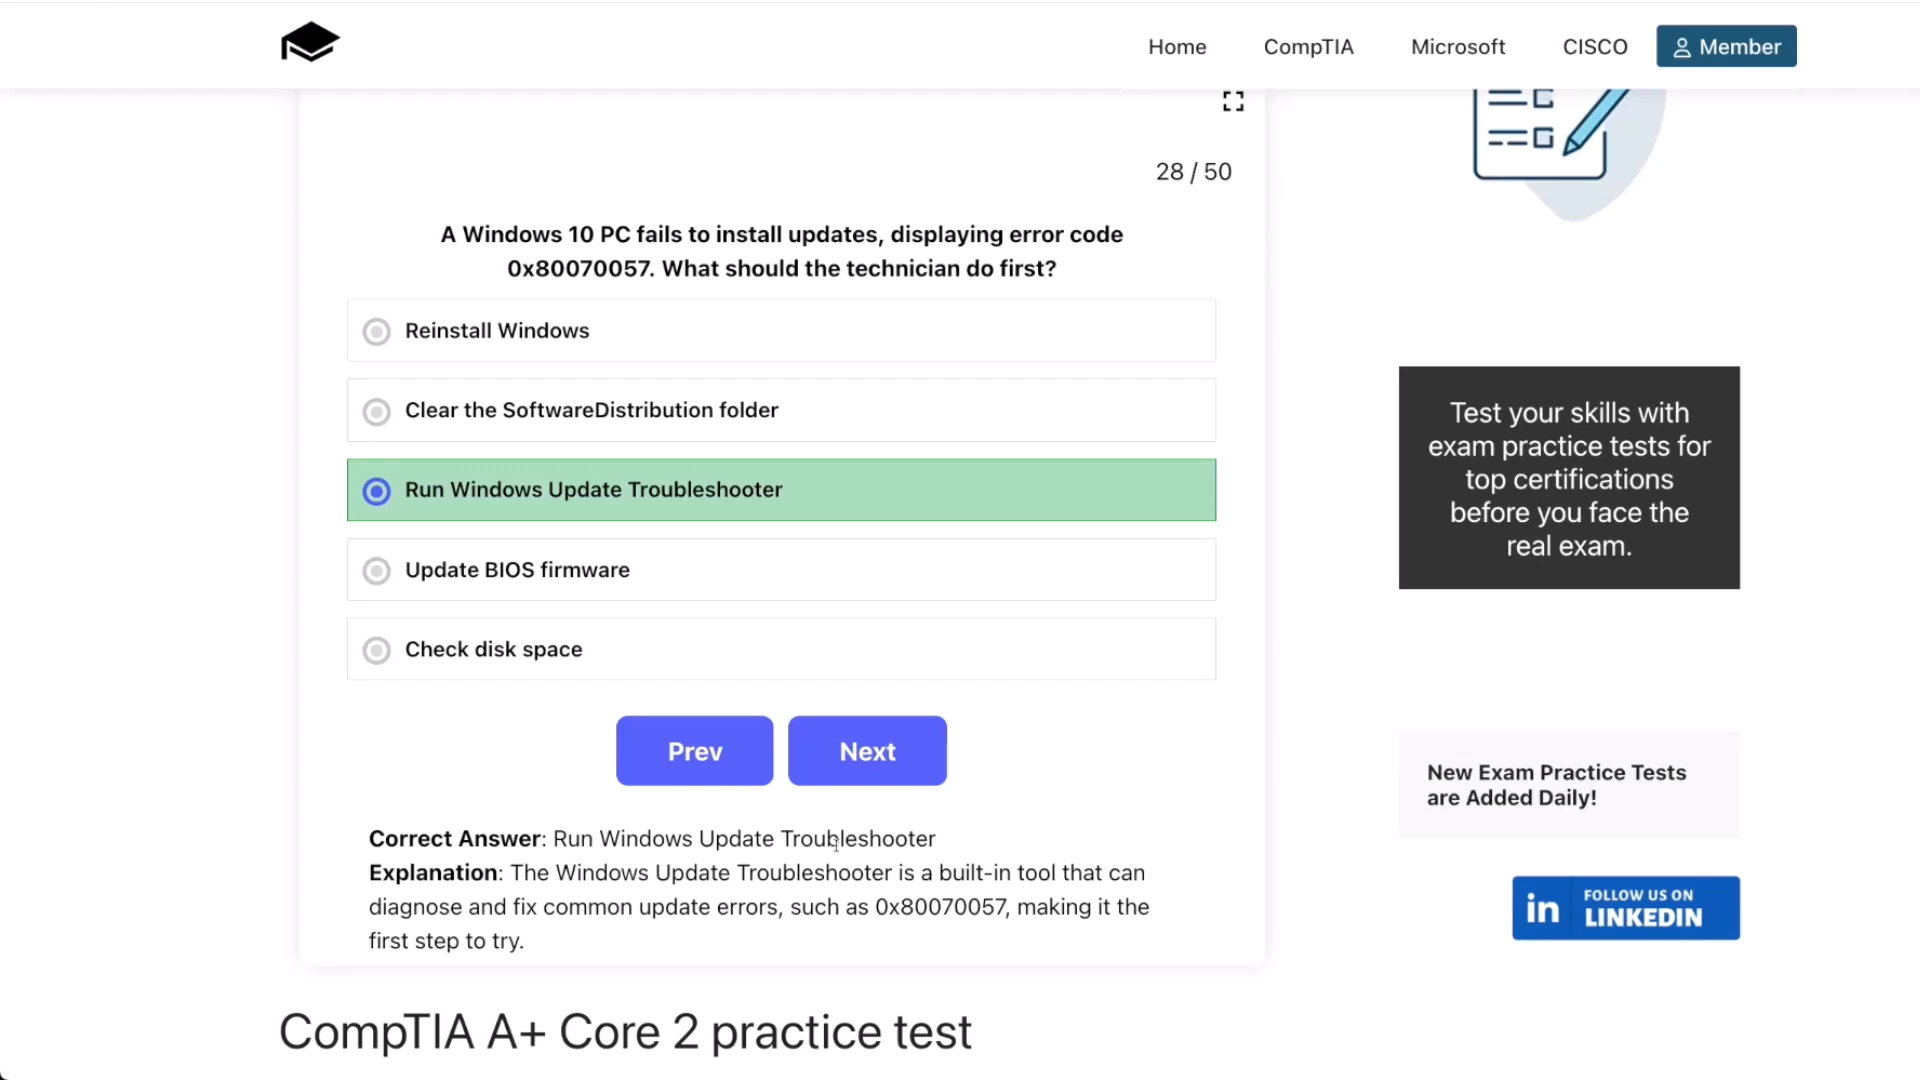 Home
CompTIA
Microsoft
CISCO
Member
28 / 50
A Windows 10 PC fails to install updates, displaying error code
0x80070057. What should the technician do first?
Reinstall Windows
Clear the SoftwareDistribution folder
Run Windows Update Troubleshooter
Update BIOS firmware
Check disk space
Prev
Next
Correct Answer: Run Windows Update Troubleshooter
Explanation: The Windows Update Troubleshooter is a built-in tool that can
diagnose and fix common update errors, such as 0x80070057, making it the
first step to try.
CompTIA A+ Core 2 practice test
Test your skills with
exam practice tests for
top certifications
before you face the
real exam.
New Exam Practice Tests
are Added Daily!
in
FOLLOW US ON
LINKEDIN